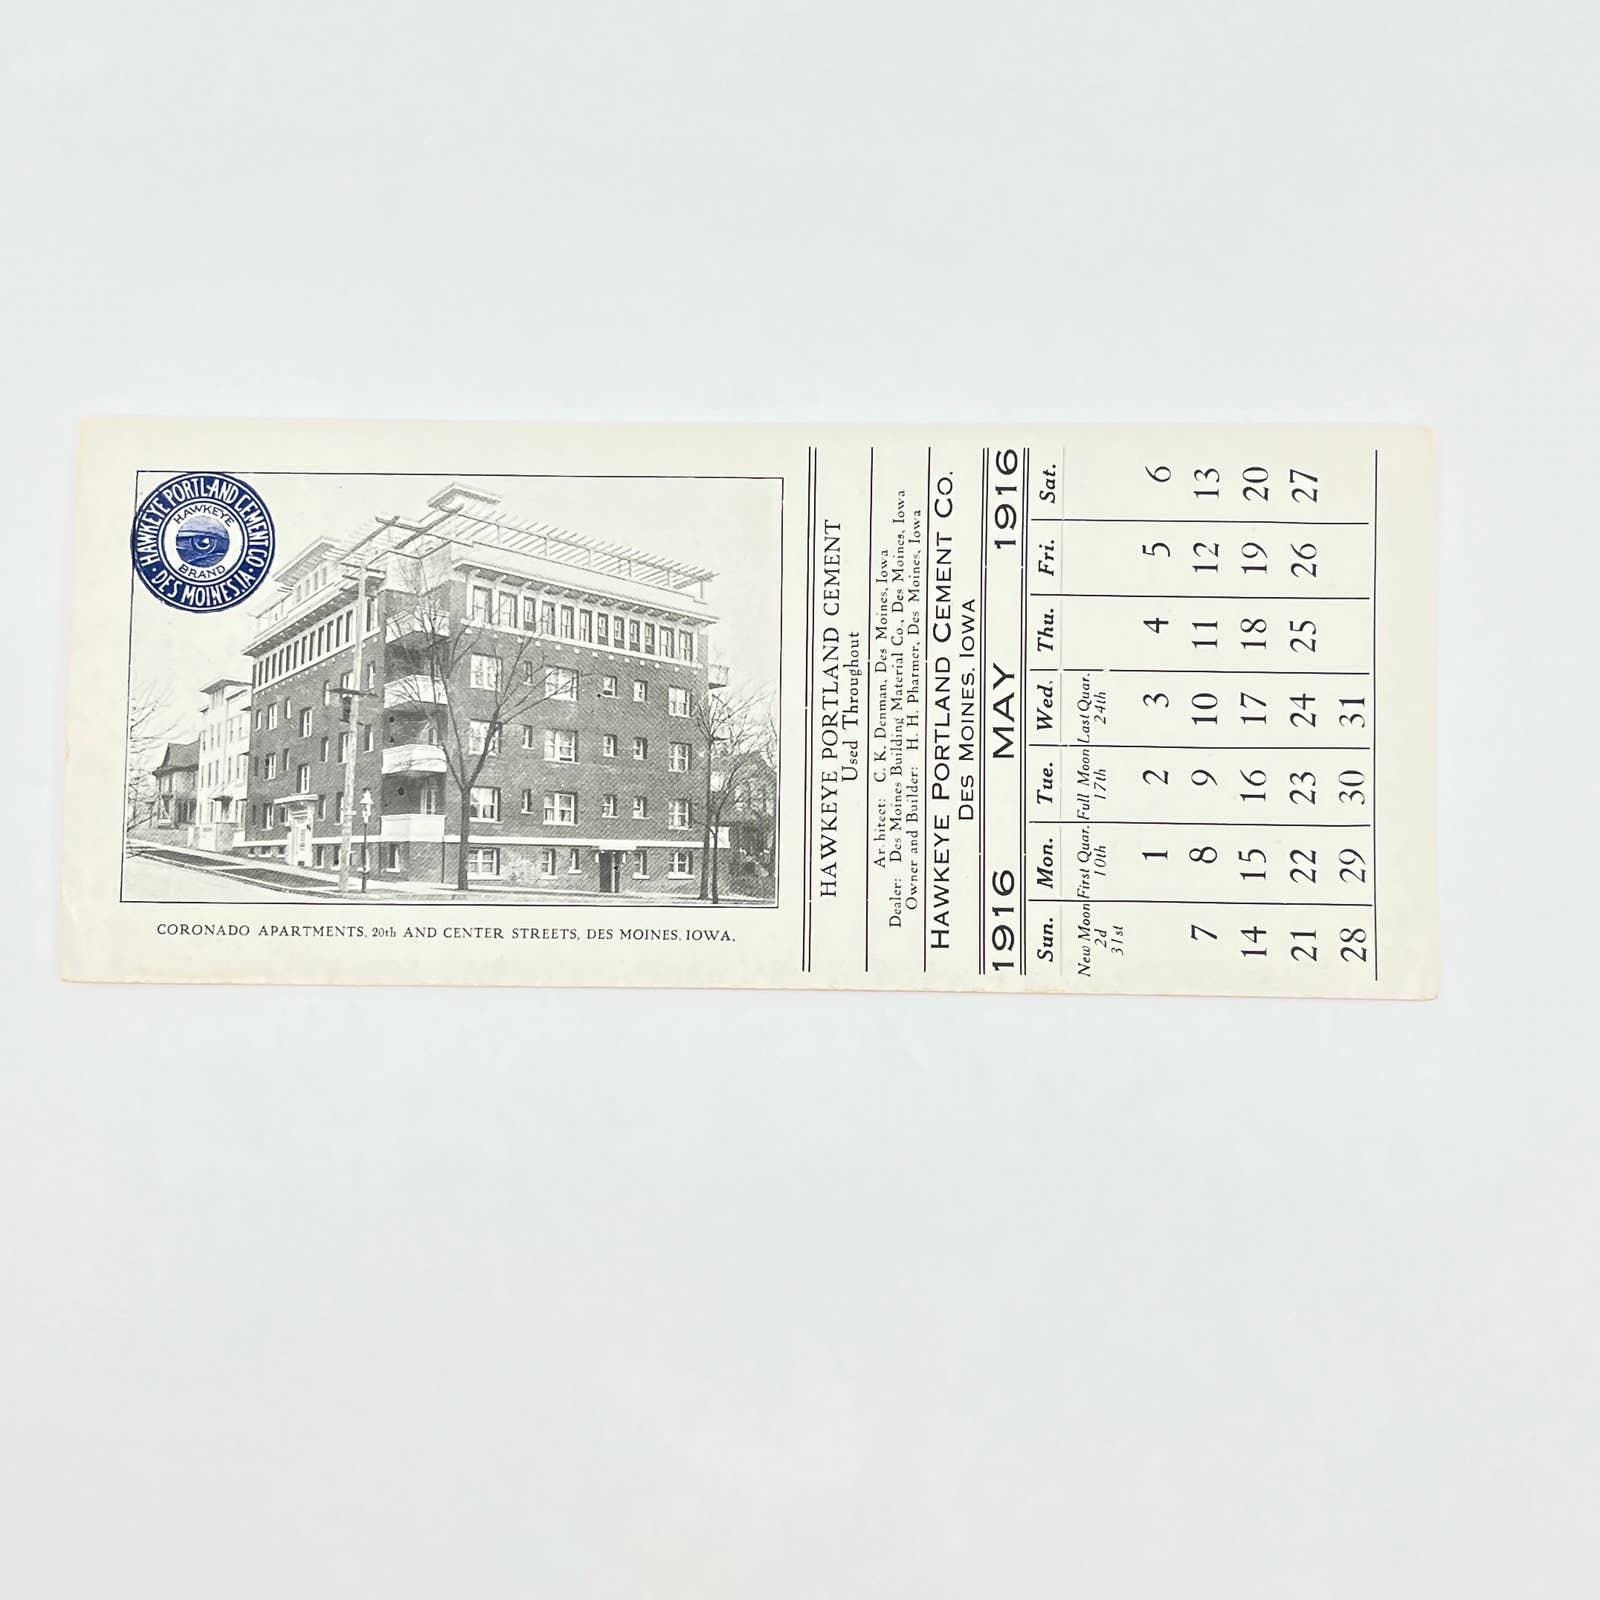 HAWKEYE PORTLAND CEMENT CO.
DES MOINES, IA.
HAWKEYE
BRAND
CORONADO APARTMENTS, 20th AND CENTER STREETS, DES MOINES, IOWA.
HAWKEYE PORTLAND CEMENT
Used Throughout
Ar hitect: C. K. Denman, Des Moines, Iowa
Dealer: Des Moines Building Material Co., Des Moines, Iowa
Owner and Builder: H. H. Pharmer, Des Moines, Iowa
HAWKEYE PORTLAND CEMENT CO.
DES MOINES, IOWA
1916 MAY 1916
Sun. Mon. Tue. Wed. Thu. Fri. Sat.
New Moon First Quar. Full Moon Last Quar.
2d 10th 17th 24th
31st
1 2 3 4 5 6
7 8 9 10 11 12 13
14 15 16 17 18 19 20
21 22 23 24 25 26 27
28 29 30 31